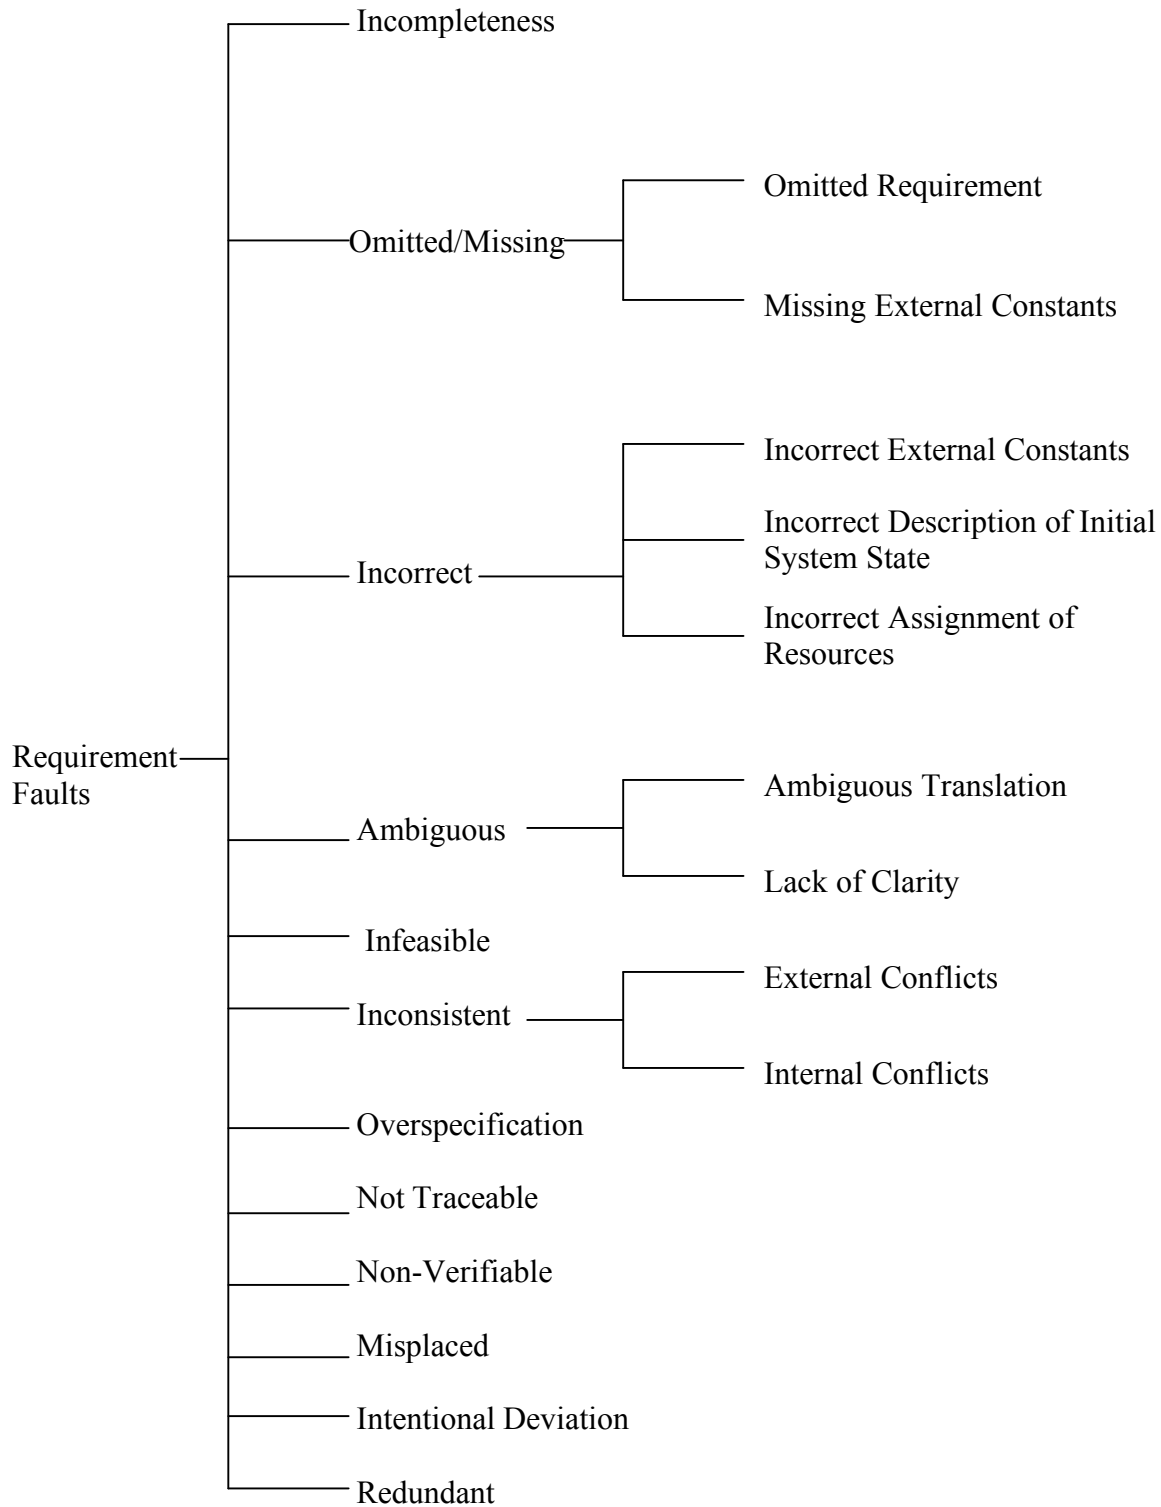 Incompleteness
Omitted Requirement
Omitted/Missing
Missing External Constants
Incorrect External Constants
Incorrect Description of Initial
System State
Incorrect
Incorrect Assignment of
Resources
Requirement
Faults
Ambiguous Translation
Ambiguous
Lack of Clarity
Infeasible
External Conflicts
Inconsistent
Internal Conflicts
Overspecification
Not Traceable
Non-Verifiable
Misplaced
Intentional Deviation
Redundant